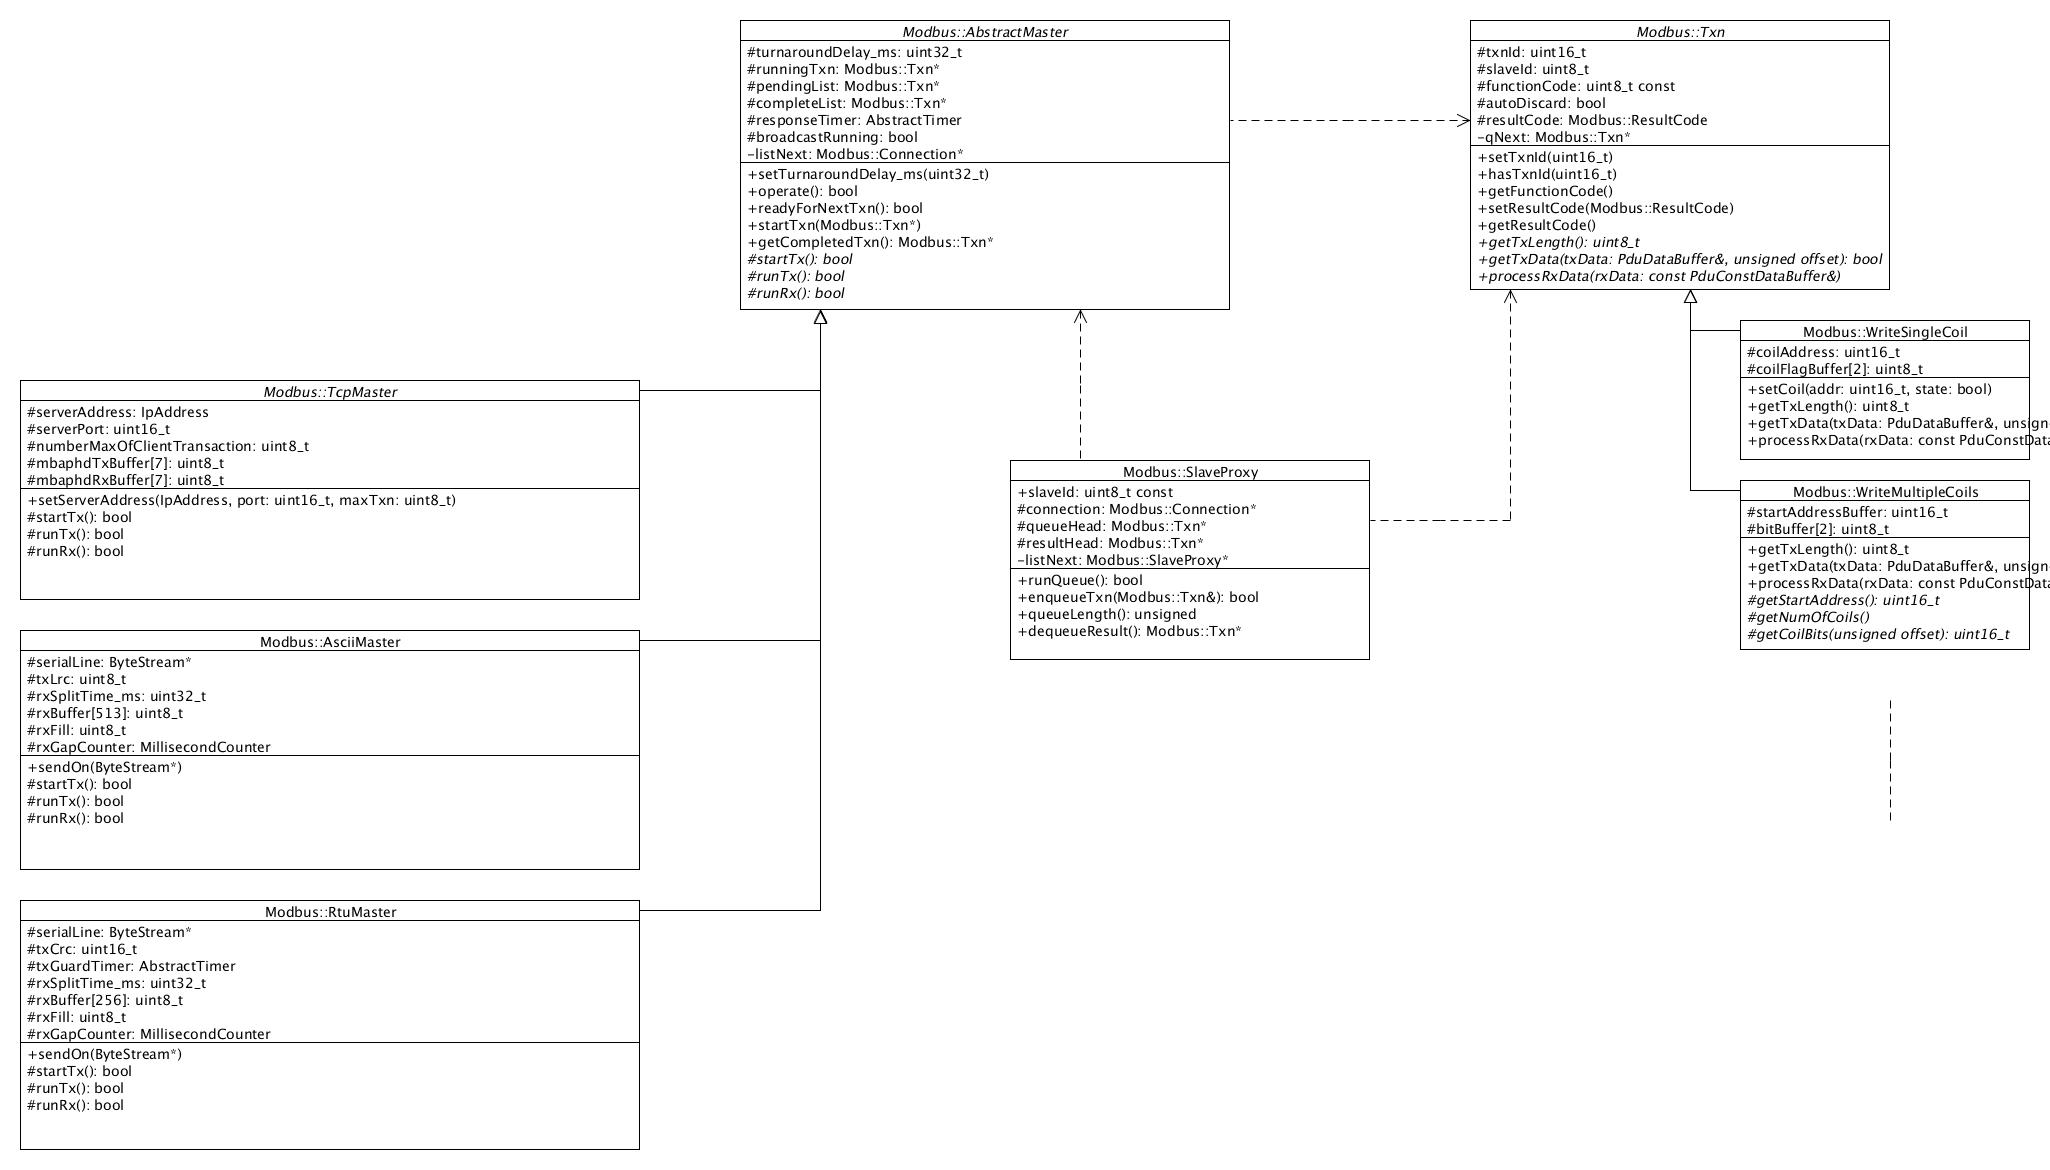 Modbus::AbstractMaster
#turnaroundDelay_ms: uint32_t
#runningTxn: Modbus::Txn*
#pendingList: Modbus::Txn*
#completeList: Modbus::Txn*
#responseTimer: AbstractTimer
#broadcastRunning: bool
-listNext: Modbus::Connection*
+setTurnaroundDelay_ms(uint32_t)
+operate(): bool
+readyForNextTxn(): bool
+startTxn(Modbus::Txn*)
+getCompletedTxn(): Modbus::Txn*
#startTx(): bool
#runTx(): bool
#runRx(): bool
Modbus::Txn
#txnId: uint16_t
#slaveId: uint8_t
#functionCode: uint8_t const
#autoDiscard: bool
#resultCode: Modbus::ResultCode
-qNext: Modbus::Txn*
+setTxnId(uint16_t)
+hasTxnId(uint16_t)
+getFunctionCode()
+setResultCode(Modbus::ResultCode)
+getResultCode()
+getTxLength(): uint8_t
+getTxData(txData: PduDataBuffer&, unsigned offset): bool
+processRxData(rxData: const PduConstDataBuffer&)
Modbus::WriteSingleCoil
#coilAddress: uint16_t
#coilFlagBuffer[2]: uint8_t
+setCoil(addr: uint16_t, state: bool)
+getTxLength(): uint8_t
+getTxData(txData: PduDataBuffer&, unsign
+processRxData(rxData: const PduConstData
Modbus::TcpMaster
#serverAddress: IpAddress
#serverPort: uint16_t
#numberMaxOfClientTransaction: uint8_t
#mbaphdTxBuffer[7]: uint8_t
#mbaphdRxBuffer[7]: uint8_t
+setServerAddress(IpAddress, port: uint16_t, maxTxn: uint8_t)
#startTx(): bool
#runTx(): bool
#runRx(): bool
Modbus::SlaveProxy
+slaveId: uint8_t const
#connection: Modbus::Connection*
#queueHead: Modbus::Txn*
#resultHead: Modbus::Txn*
-listNext: Modbus::SlaveProxy*
+runQueue(): bool
+enqueueTxn(Modbus::Txn&): bool
+queueLength(): unsigned
+dequeueResult(): Modbus::Txn*
Modbus::WriteMultipleCoils
#startAddressBuffer: uint16_t
#bitBuffer[2]: uint8_t
+getTxLength(): uint8_t
+getTxData(txData: PduDataBuffer&, unsign
+processRxData(rxData: const PduConstData
#getStartAddress(): uint16_t
#getNumOfCoils()
#getCoilBits(unsigned offset): uint16_t
Modbus::AsciiMaster
#serialLine: ByteStream*
#txLrc: uint8_t
#rxSplitTime_ms: uint32_t
#rxBuffer[513]: uint8_t
#rxFill: uint8_t
#rxGapCounter: MillisecondCounter
+sendOn(ByteStream*)
#startTx(): bool
#runTx(): bool
#runRx(): bool
Modbus::RtuMaster
#serialLine: ByteStream*
#txCrc: uint16_t
#txGuardTimer: AbstractTimer
#rxSplitTime_ms: uint32_t
#rxBuffer[256]: uint8_t
#rxFill: uint8_t
#rxGapCounter: MillisecondCounter
+sendOn(ByteStream*)
#startTx(): bool
#runTx(): bool
#runRx(): bool